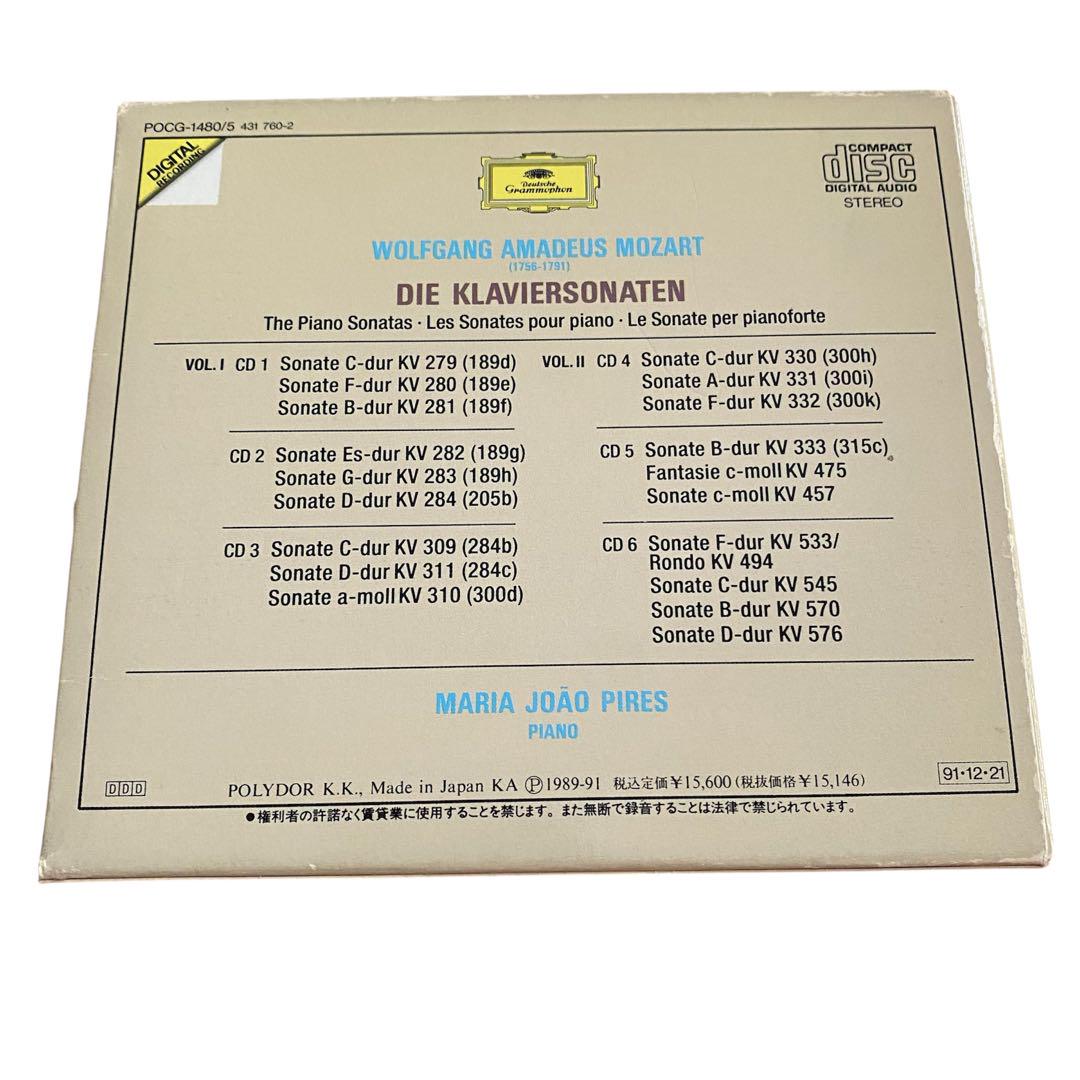 POCG-1480/5 431 760-2
DIGITAL
RECORDING
Deutsche
Grammophon
COMPACT
disc
DIGITAL AUDIO
STEREO
WOLFGANG AMADEUS MOZART
(1756-1791)
DIE KLAVIERSONATEN
The Piano Sonatas · Les Sonates pour piano · Le Sonate per pianoforte
VOL. I CD 1 Sonate C-dur KV 279 (189d)
Sonate F-dur KV 280 (189e)
Sonate B-dur KV 281 (189f)
CD 2 Sonate Es-dur KV 282 (189g)
Sonate G-dur KV 283 (189h)
Sonate D-dur KV 284 (205b)
CD 3 Sonate C-dur KV 309 (284b)
Sonate D-dur KV 311 (284c)
Sonate a-moll KV 310 (300d)
VOL. II CD 4 Sonate C-dur KV 330 (300h)
Sonate A-dur KV 331 (300i)
Sonate F-dur KV 332 (300k)
CD 5 Sonate B-dur KV 333 (315c)
Fantasie c-moll KV 475
Sonate c-moll KV 457
CD 6 Sonate F-dur KV 533/
Rondo KV 494
Sonate C-dur KV 545
Sonate B-dur KV 570
Sonate D-dur KV 576
MARIA JOÃO PIRES
PIANO
DDD
POLYDOR K.K., Made in Japan KA Ⓟ1989-91 税込定価¥15,600(税抜価格¥15,146)
91・12・21
●権利者の許諾なく賃貸業に使用することを禁じます。また無断で録音することは法律で禁じられています。